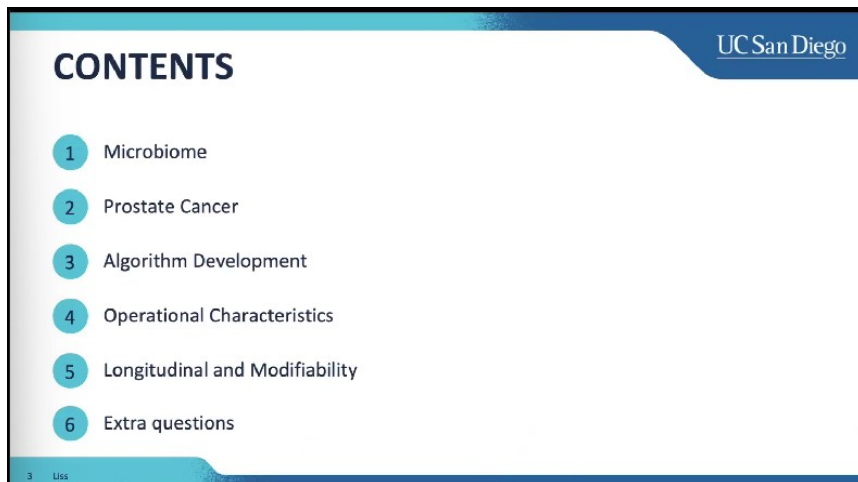 UC San Diego
CONTENTS
1 Microbiome
2 Prostate Cancer
3 Algorithm Development
4 Operational Characteristics
5 Longitudinal and Modifiability
6 Extra questions
3 Liss